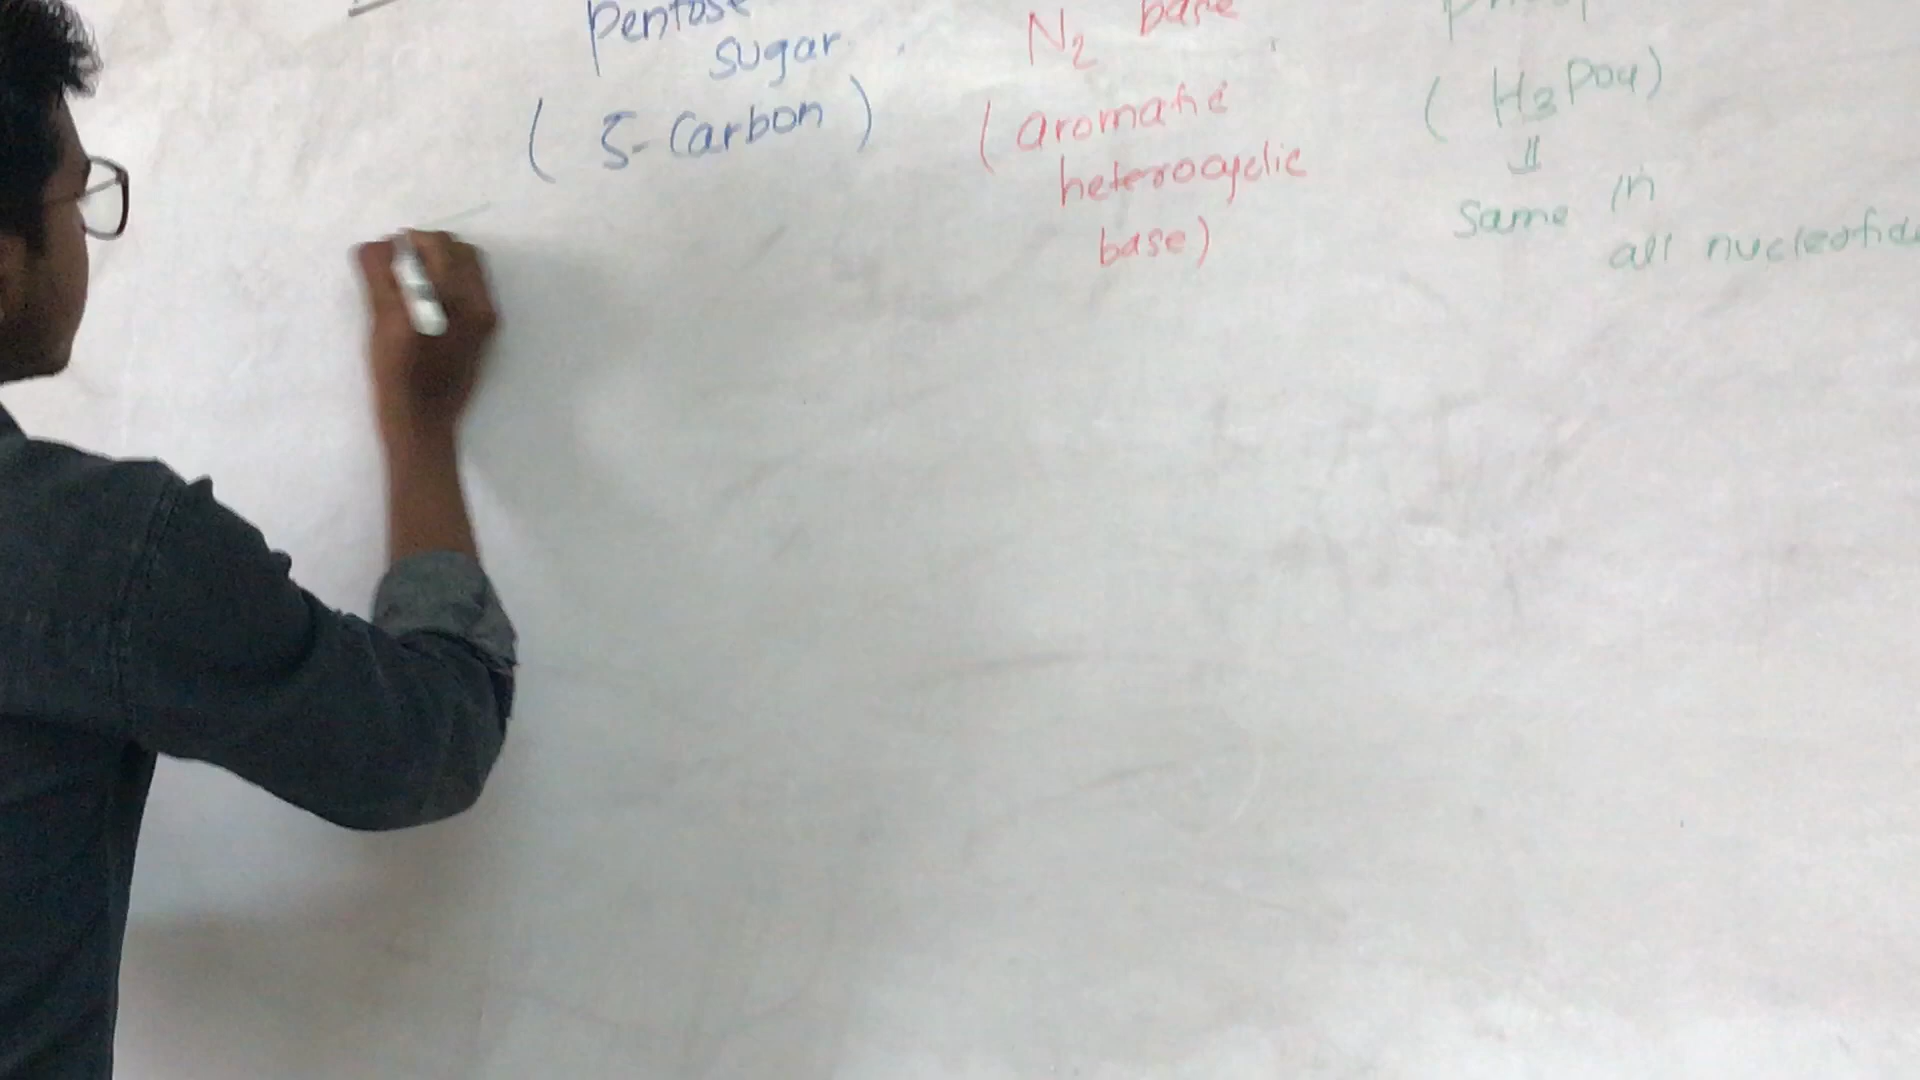 Pentose
sugar
(5-Carbon)
N2 base
(aromatic
heterocyclic
base)
(H3PO4)
⇓
Same in
all nucleotide